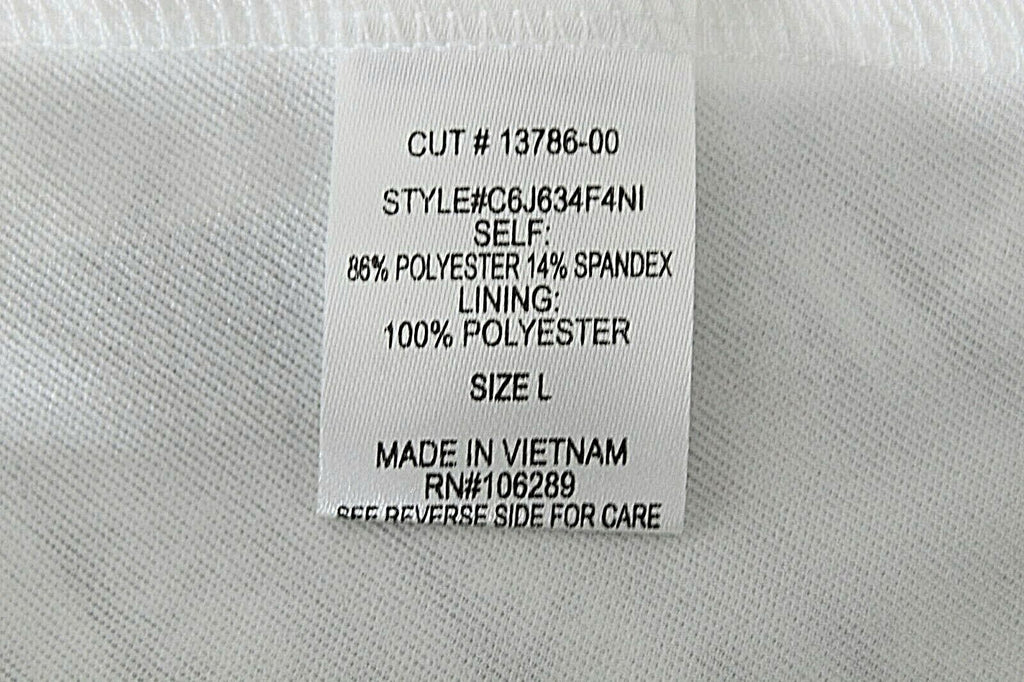 CUT # 13786-00
STYLE#C6J634F4NI
SELF:
86% POLYESTER 14% SPANDEX
LINING:
100% POLYESTER
SIZE L
MADE IN VIETNAM
RN#106289
SEE REVERSE SIDE FOR CARE